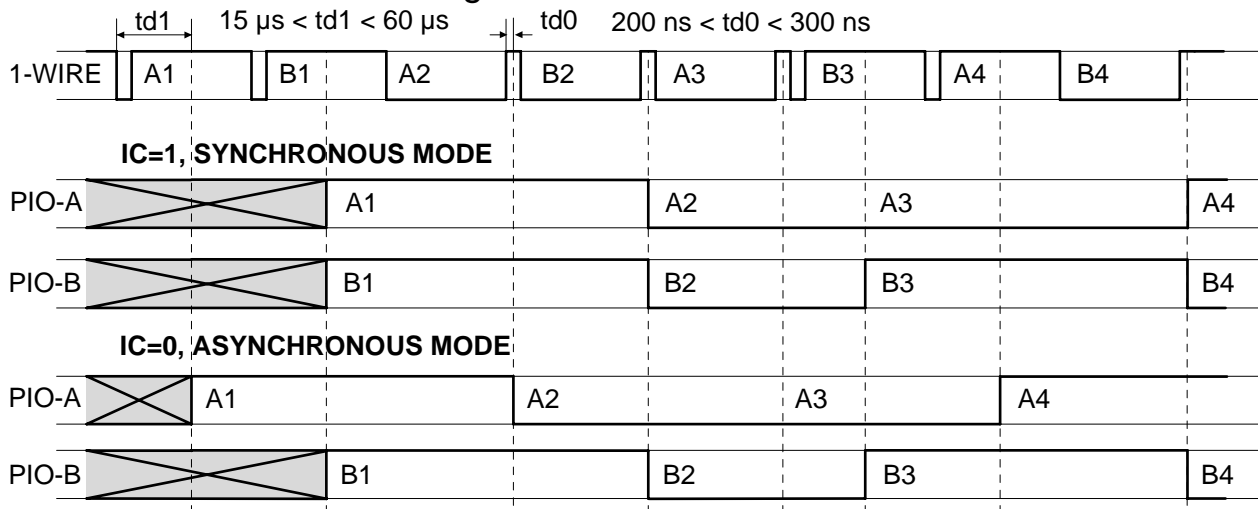 td1 15 μs < td1 < 60 μs td0 200 ns < td0 < 300 ns
1-WIRE A1 B1 A2 B2 A3 B3 A4 B4
IC=1, SYNCHRONOUS MODE
PIO-A A1 A2 A3 A4
PIO-B B1 B2 B3 B4
IC=0, ASYNCHRONOUS MODE
PIO-A A1 A2 A3 A4
PIO-B B1 B2 B3 B4